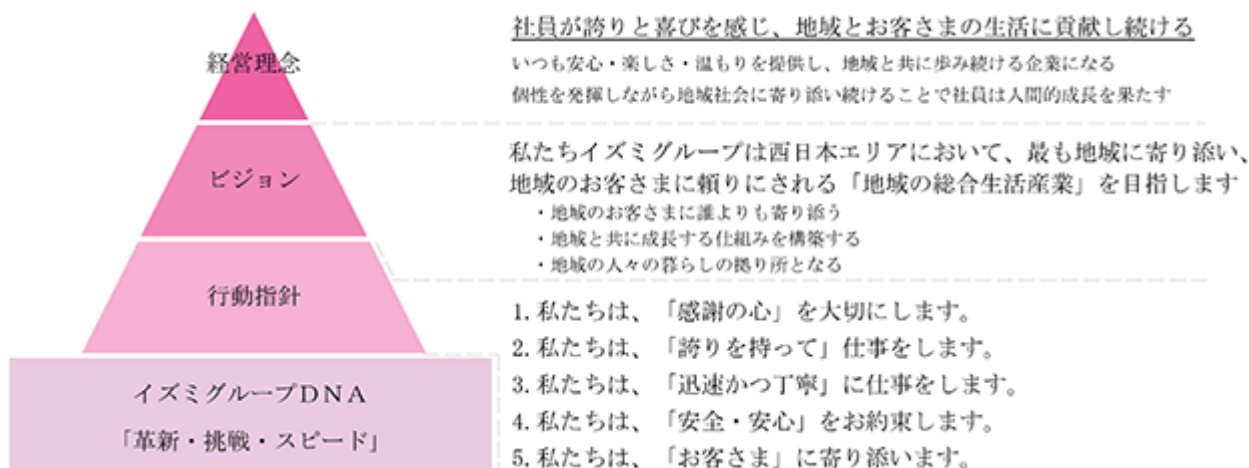 経営理念
社員が誇りと喜びを感じ、地域とお客さまの生活に貢献し続ける
いつも安心・楽しさ・温もりを提供し、地域と共に歩み続ける企業になる
個性を発揮しながら地域社会に寄り添い続けることで社員は人間的成長を果たす
ビジョン
私たちイズミグループは西日本エリアにおいて、最も地域に寄り添い、
地域のお客さまに頼りにされる「地域の総合生活産業」を目指します
・地域のお客さまに誰よりも寄り添う
・地域と共に成長する仕組みを構築する
・地域の人々の暮らしの拠り所となる
行動指針
1. 私たちは、「感謝の心」を大切にします。
2. 私たちは、「誇りを持って」仕事をします。
3. 私たちは、「迅速かつ丁寧」に仕事をします。
4. 私たちは、「安全・安心」をお約束します。
5. 私たちは、「お客さま」に寄り添います。
イズミグループDNA
「革新・挑戦・スピード」